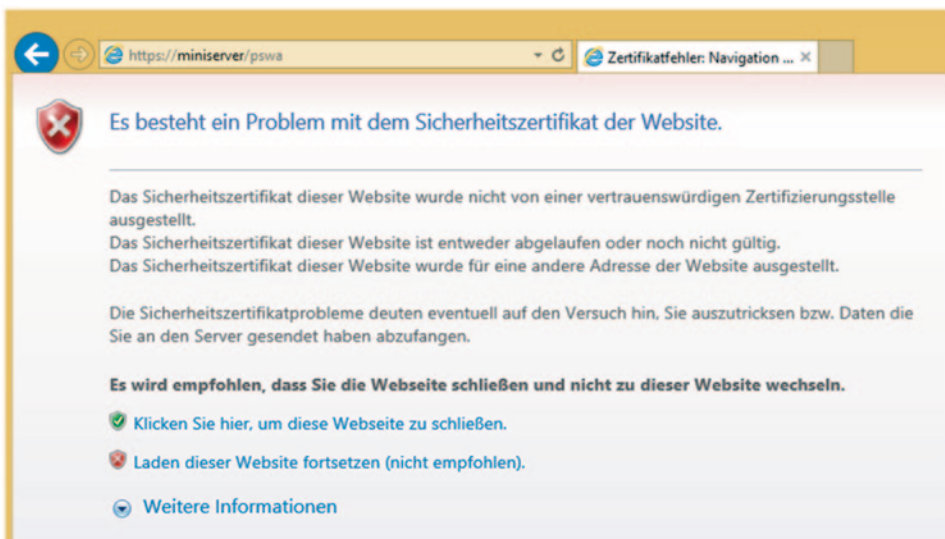 https://miniserver/pswa
Zertifikatfehler: Navigation ...
Es besteht ein Problem mit dem Sicherheitszertifikat der Website.
Das Sicherheitszertifikat dieser Website wurde nicht von einer vertrauenswürdigen Zertifizierungsstelle
ausgestellt.
Das Sicherheitszertifikat dieser Website ist entweder abgelaufen oder noch nicht gültig.
Das Sicherheitszertifikat dieser Website wurde für eine andere Adresse der Website ausgestellt.
Die Sicherheitszertifikatprobleme deuten eventuell auf den Versuch hin, Sie auszutricksen bzw. Daten die
Sie an den Server gesendet haben abzufangen.
Es wird empfohlen, dass Sie die Webseite schließen und nicht zu dieser Website wechseln.
Klicken Sie hier, um diese Webseite zu schließen.
Laden dieser Website fortsetzen (nicht empfohlen).
Weitere Informationen